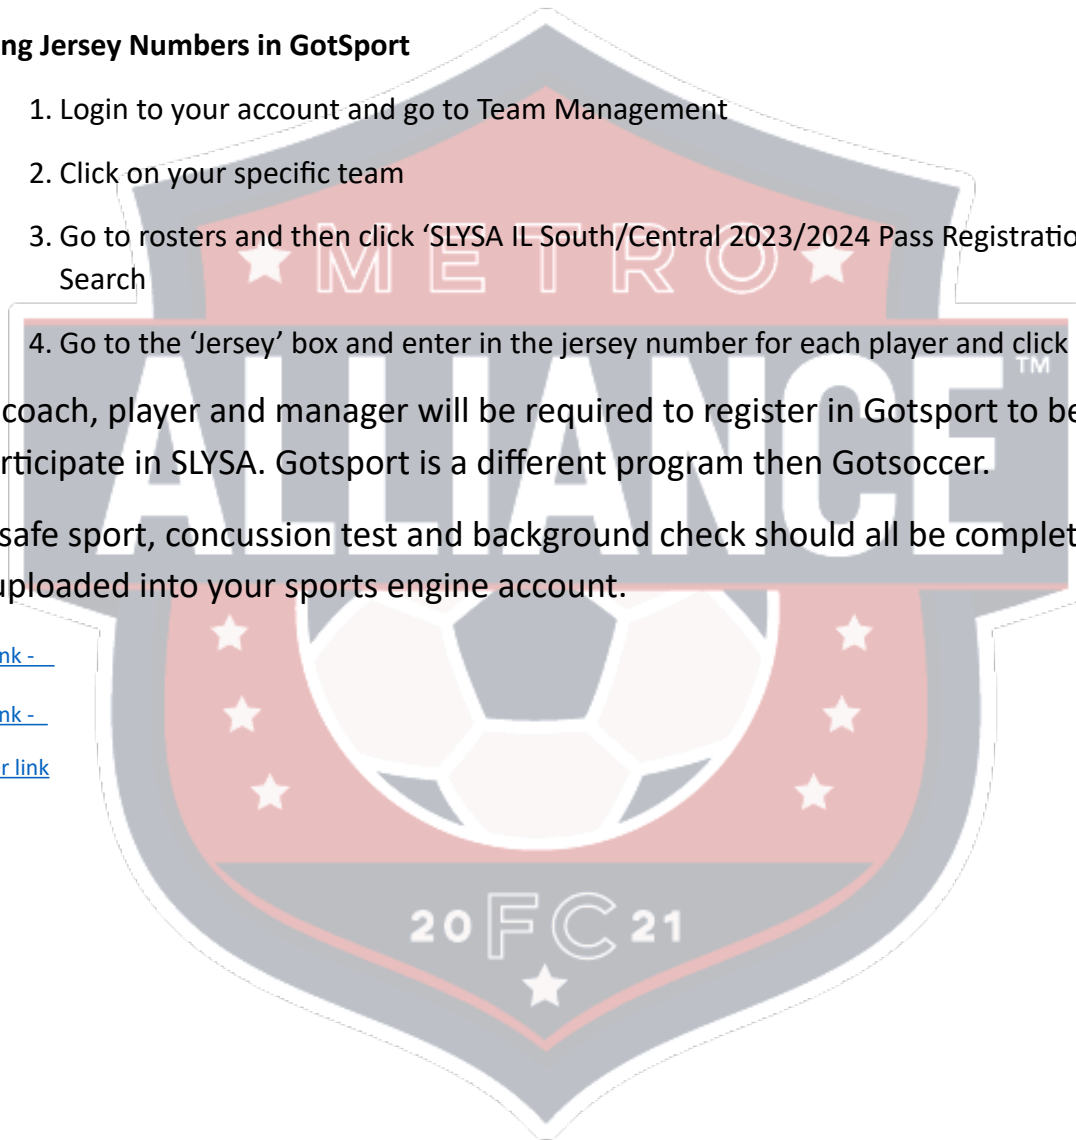 ng Jersey Numbers in GotSport
1. Login to your account and go to Team Management
2. Click on your specific team
3. Go to rosters and then click ‘SLYSA IL South/Central 2023/2024 Pass Registratio
Search
METRO
4. Go to the ‘Jersey’ box and enter in the jersey number for each player and click
ALLIANCE™
coach, player and manager will be required to register in Gotsport to be
rticipate in SLYSA. Gotsport is a different program then Gotsoccer.
safe sport, concussion test and background check should all be complet
uploaded into your sports engine account.
nk -
nk -
r link
20 FC 21